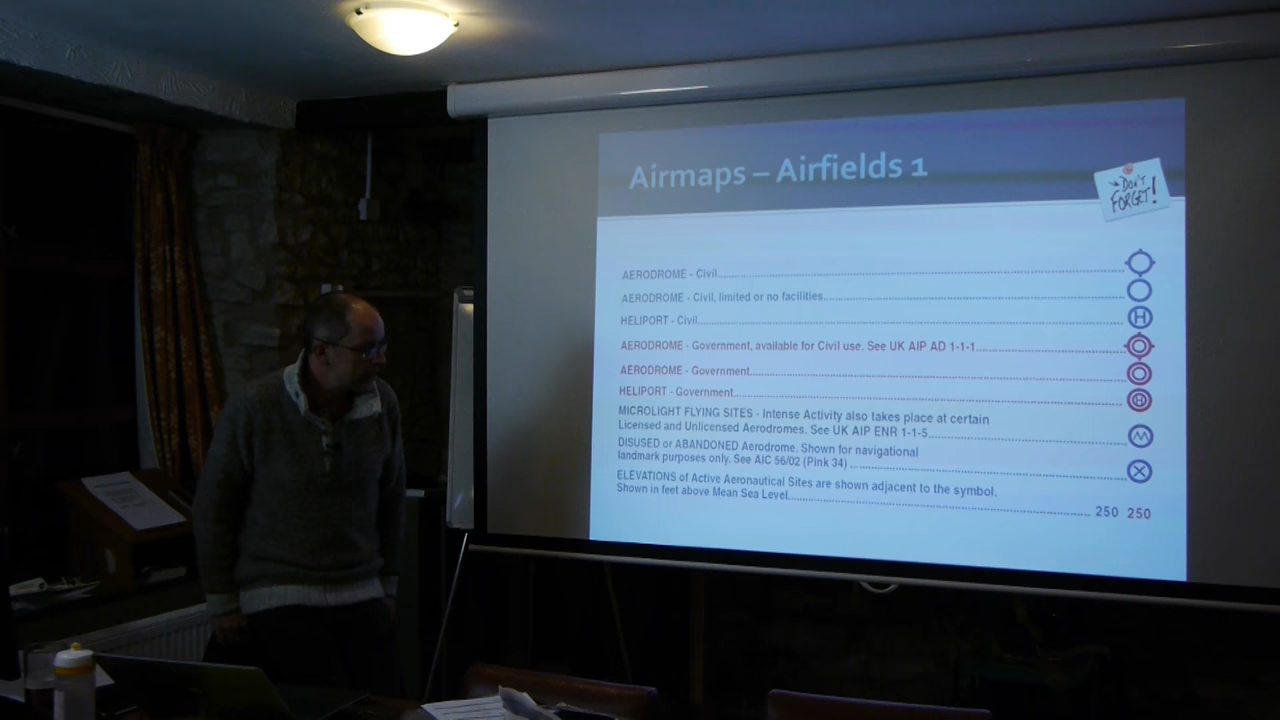 Airmaps – Airfields 1
DON'T
FORGET!
AERODROME - Civil
AERODROME - Civil, limited or no facilities
HELIPORT - Civil
H
AERODROME - Government, available for Civil use. See UK AIP AD 1-1-1
AERODROME - Government
HELIPORT - Government
H
MICROLIGHT FLYING SITES - Intense Activity also takes place at certain
Licensed and Unlicensed Aerodromes. See UK AIP ENR 1-1-5
M
DISUSED or ABANDONED Aerodrome. Shown for navigational
landmark purposes only. See AIC 56/02 (Pink 34)
ELEVATIONS of Active Aeronautical Sites are shown adjacent to the symbol.
Shown in feet above Mean Sea Level 250 250